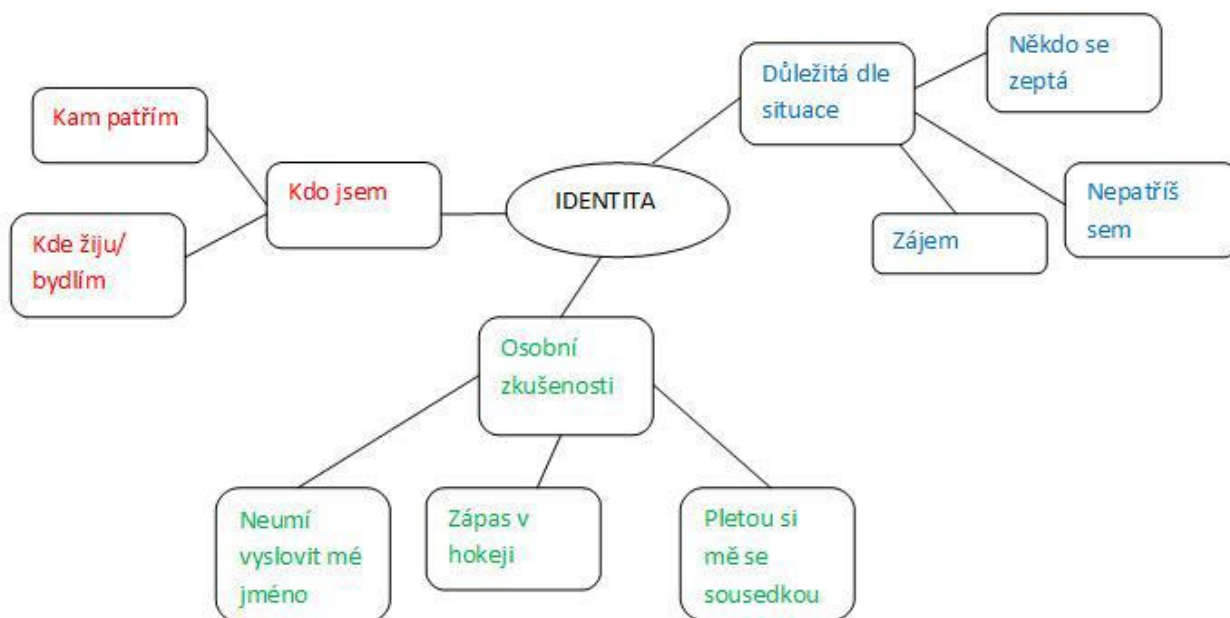 IDENTITA
Kdo jsem
Kam patřím
Kde žiju/
bydlím
Důležitá dle
situace
Někdo se
zeptá
Nepatříš
sem
Zájem
Osobní
zkušenosti
Neumí
vyslovit mé
jméno
Zápas v
hokeji
Pletou si
mě se
sousedkou